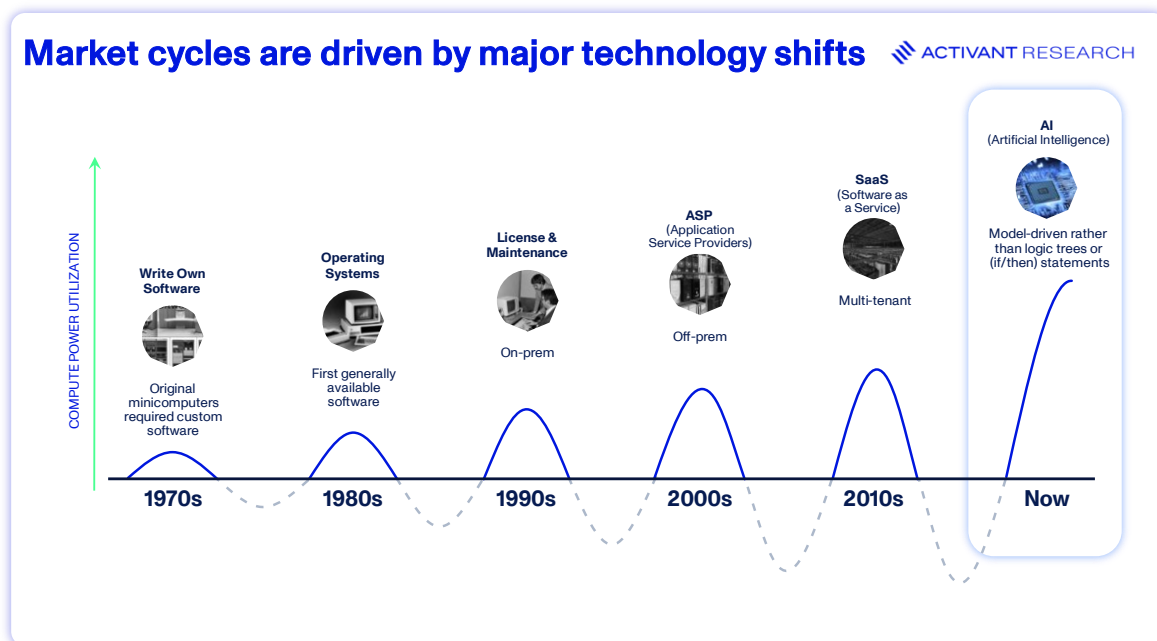 Market cycles are driven by major technology shifts
ACTIVANT RESEARCH
COMPUTE POWER UTILIZATION
Write Own
Software
Original
minicomputers
required custom
software
1970s
Operating
Systems
First generally
available
software
1980s
License &
Maintenance
On-prem
1990s
ASP
(Application
Service Providers)
Off-prem
2000s
SaaS
(Software as
a Service)
Multi-tenant
2010s
AI
(Artificial Intelligence)
Model-driven rather
than logic trees or
(if/then) statements
Now